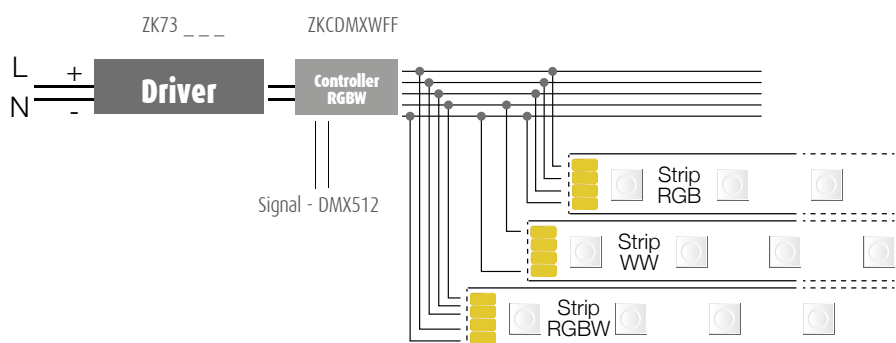 ZK73 _ _ _
ZKCDMXWFF
L
+
Driver
Controller
RGBW
N
-
Signal - DMX512
Strip
RGB
Strip
WW
Strip
RGBW